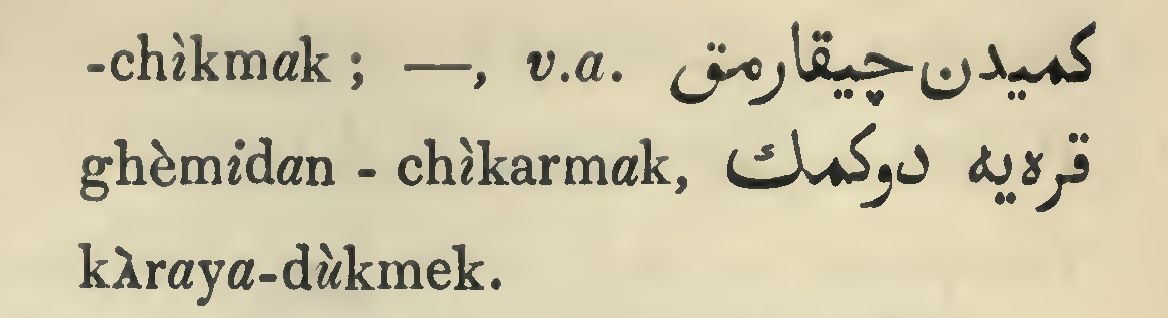 -chìkmak ; —, v.a. كميدن چيقارمق
ghèmidan - chìkarmak, قره‌يه دوكمك
kàraya-dùkmek.